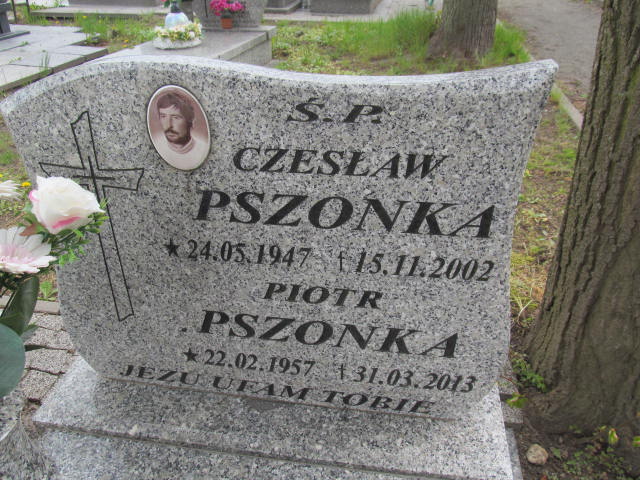 Ś.P.
CZESŁAW
PSZONKA
★24.05.1947 †15.11.2002
PIOTR
PSZONKA
★22.02.1957 †31.03.2013
JEZU UFAM TOBIE